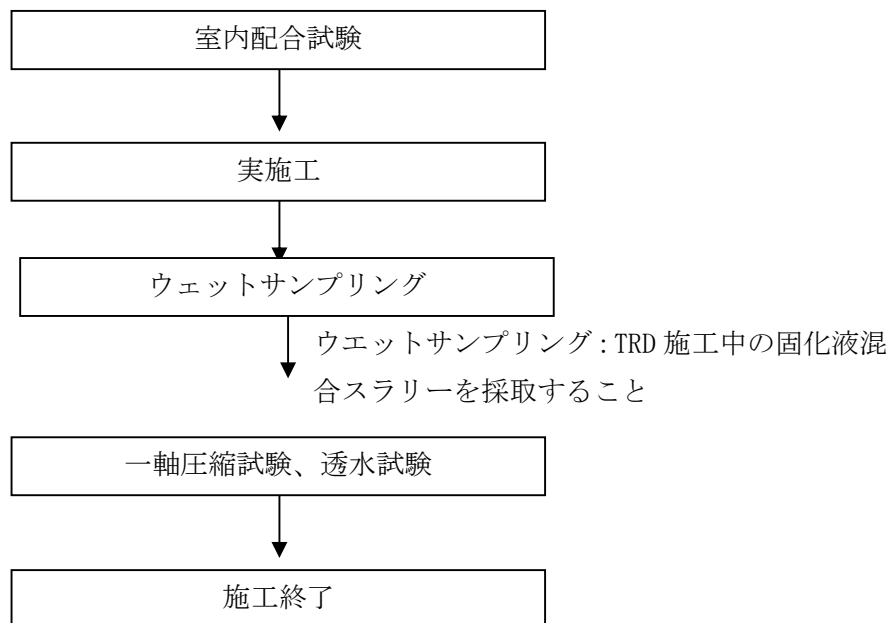 室内配合試験
実施工
ウェットサンプリング
ウエットサンプリング：TRD 施工中の固化液混
合スラリーを採取すること
一軸圧縮試験、透水試験
施工終了